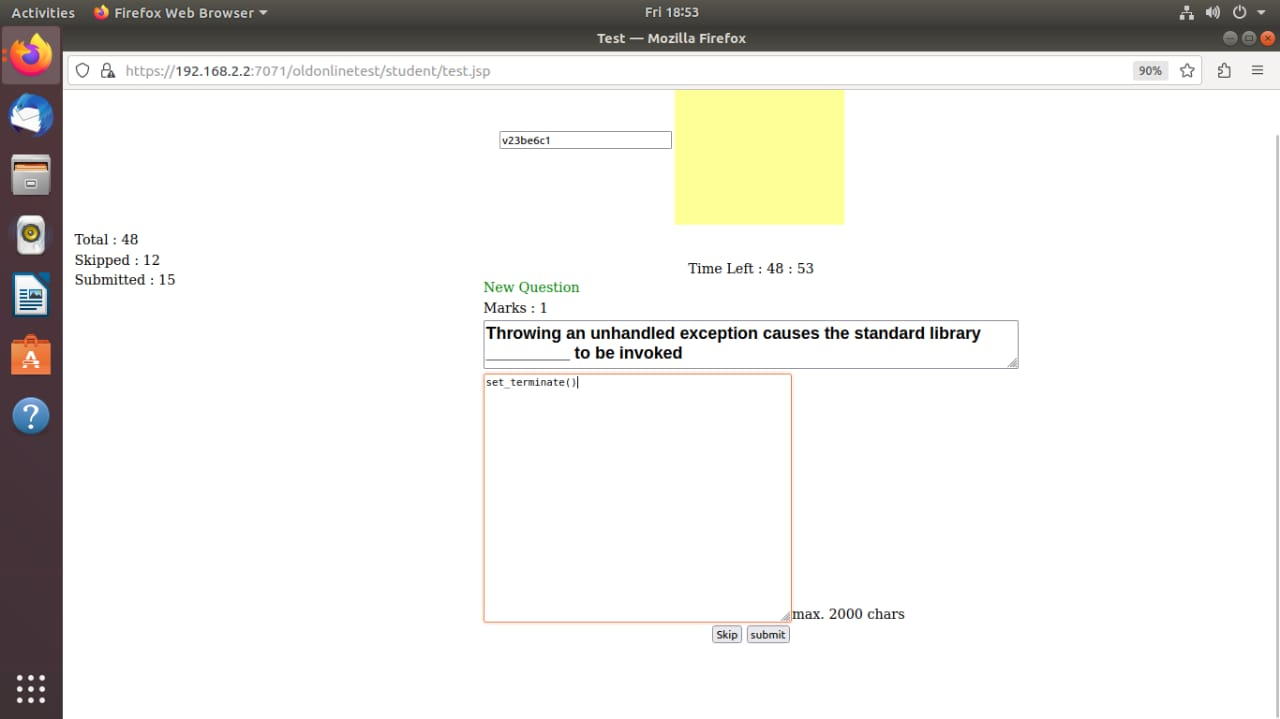 Activities
Firefox Web Browser
Fri 18:53
Test — Mozilla Firefox
https://192.168.2.2:7071/oldonlinetest/student/test.jsp
90%
v23be6c1
Total : 48
Skipped : 12
Submitted : 15
Time Left : 48 : 53
New Question
Marks : 1
Throwing an unhandled exception causes the standard library
_________ to be invoked
set_terminate()
max. 2000 chars
Skip submit